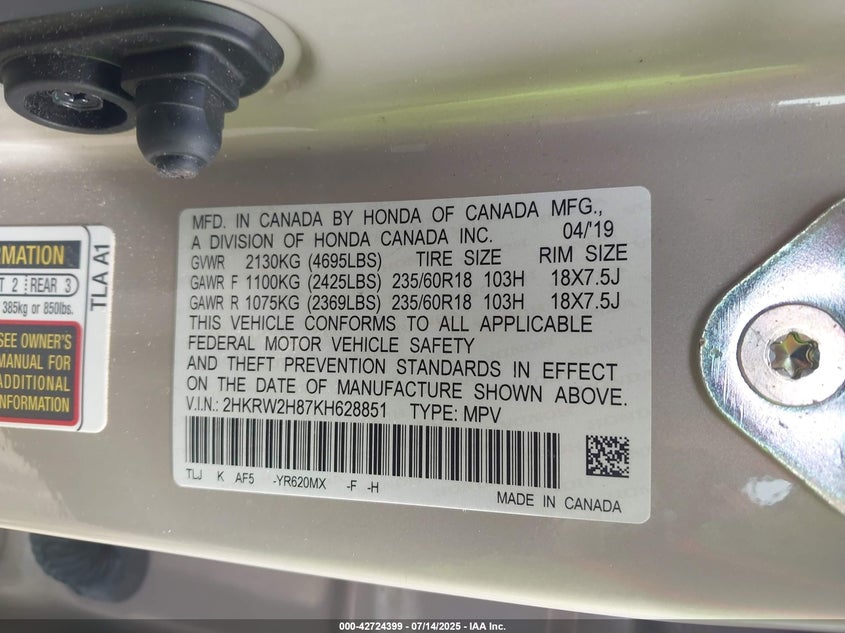 MFD. IN CANADA BY HONDA OF CANADA MFG.,
A DIVISION OF HONDA CANADA INC. 04/'19
GVWR 2130KG (4695LBS) TIRE SIZE RIM SIZE
GAWR F 1100KG (2425LBS) 235/60R18 103H 18X7.5J
GAWR R 1075KG (2369LBS) 235/60R18 103H 18X7.5J
THIS VEHICLE CONFORMS TO ALL APPLICABLE
FEDERAL MOTOR VEHICLE SAFETY
AND THEFT PREVENTION STANDARDS IN EFFECT
ON THE DATE OF MANUFACTURE SHOWN ABOVE.
V.I.N.: 2HKRW2H87KH628851 TYPE: MPV
TLJ K AF5 -YR620MX -F -H
MADE IN CANADA
RMATION
T 2 REAR 3
385kg or 850lbs.
SEE OWNER'S
MANUAL FOR
ADDITIONAL
INFORMATION
TLA A1
000-42724399 - 07/14/2025 - IAA Inc.